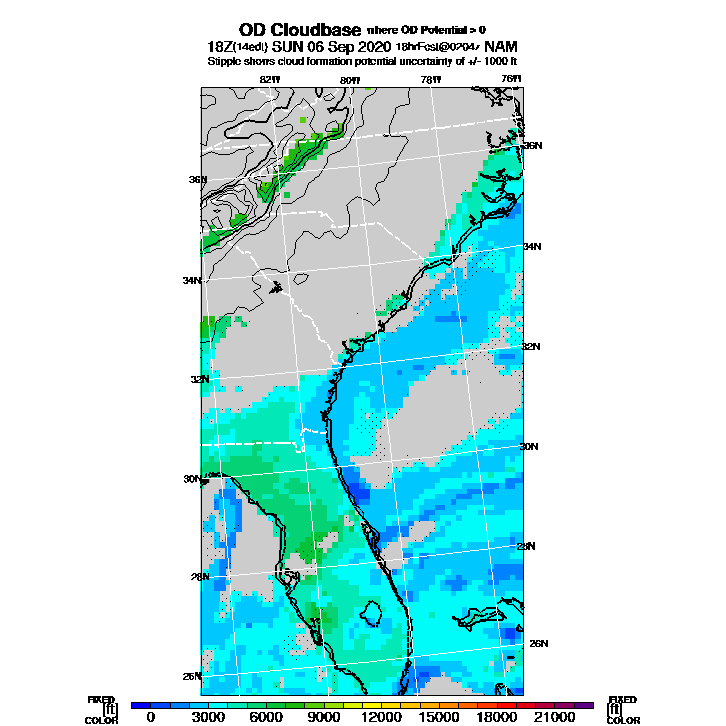 OD Cloudbase where OD Potential > 0
18Z(14edt) SUN 06 Sep 2020 18hrFcst@0204z NAM
Stipple shows cloud formation potential uncertainty of +/- 1000 ft
82W 80W 78W 76W
36N
36N
34N
34N
32N
32N
30N
30N
28N
28N
26N
26N
FIXED FIXED
[ft] [ft]
COLOR COLOR
0 3000 6000 9000 12000 15000 18000 21000